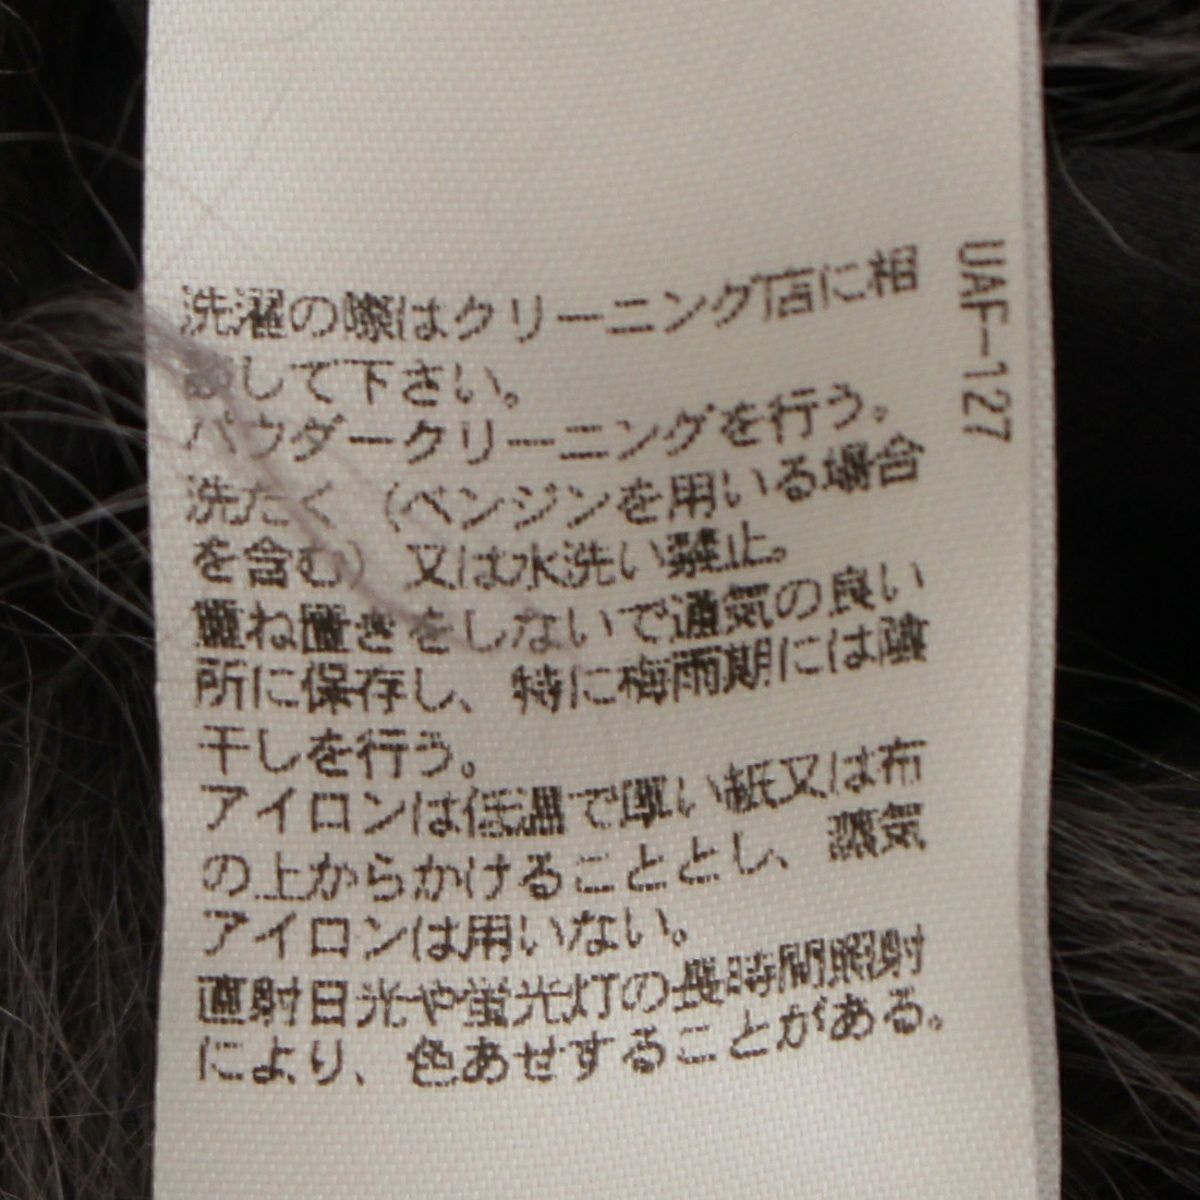 洗濯の際はクリーニング店に相
して下さい。
パウダークリーニングを行う。
洗たく（ベンジンを用いる場合
を含む）又は水洗い禁止。
重ね置きをしないで通気の良い
所に保存し、特に梅雨期には陰
干しを行う。
アイロンは低温で厚い紙又は布
の上からかけることとし、蒸気
アイロンは用いない。
直射日光や蛍光灯の長時間照射
により、色あせすることがある。
UAF-127